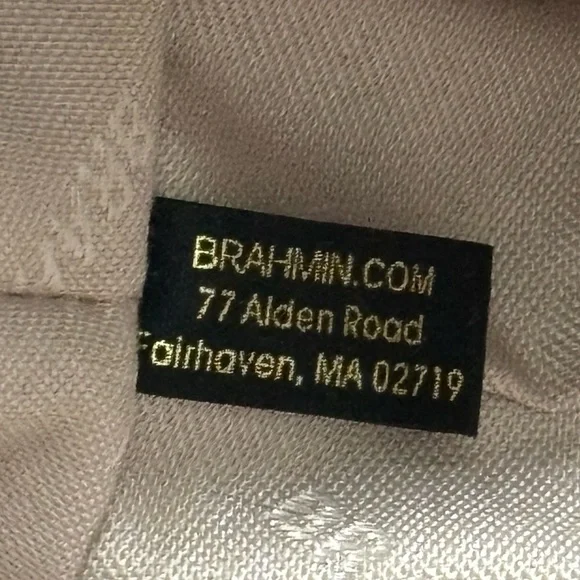 BRAHMIN.COM
77 Alden Road
Fairhaven, MA 02719